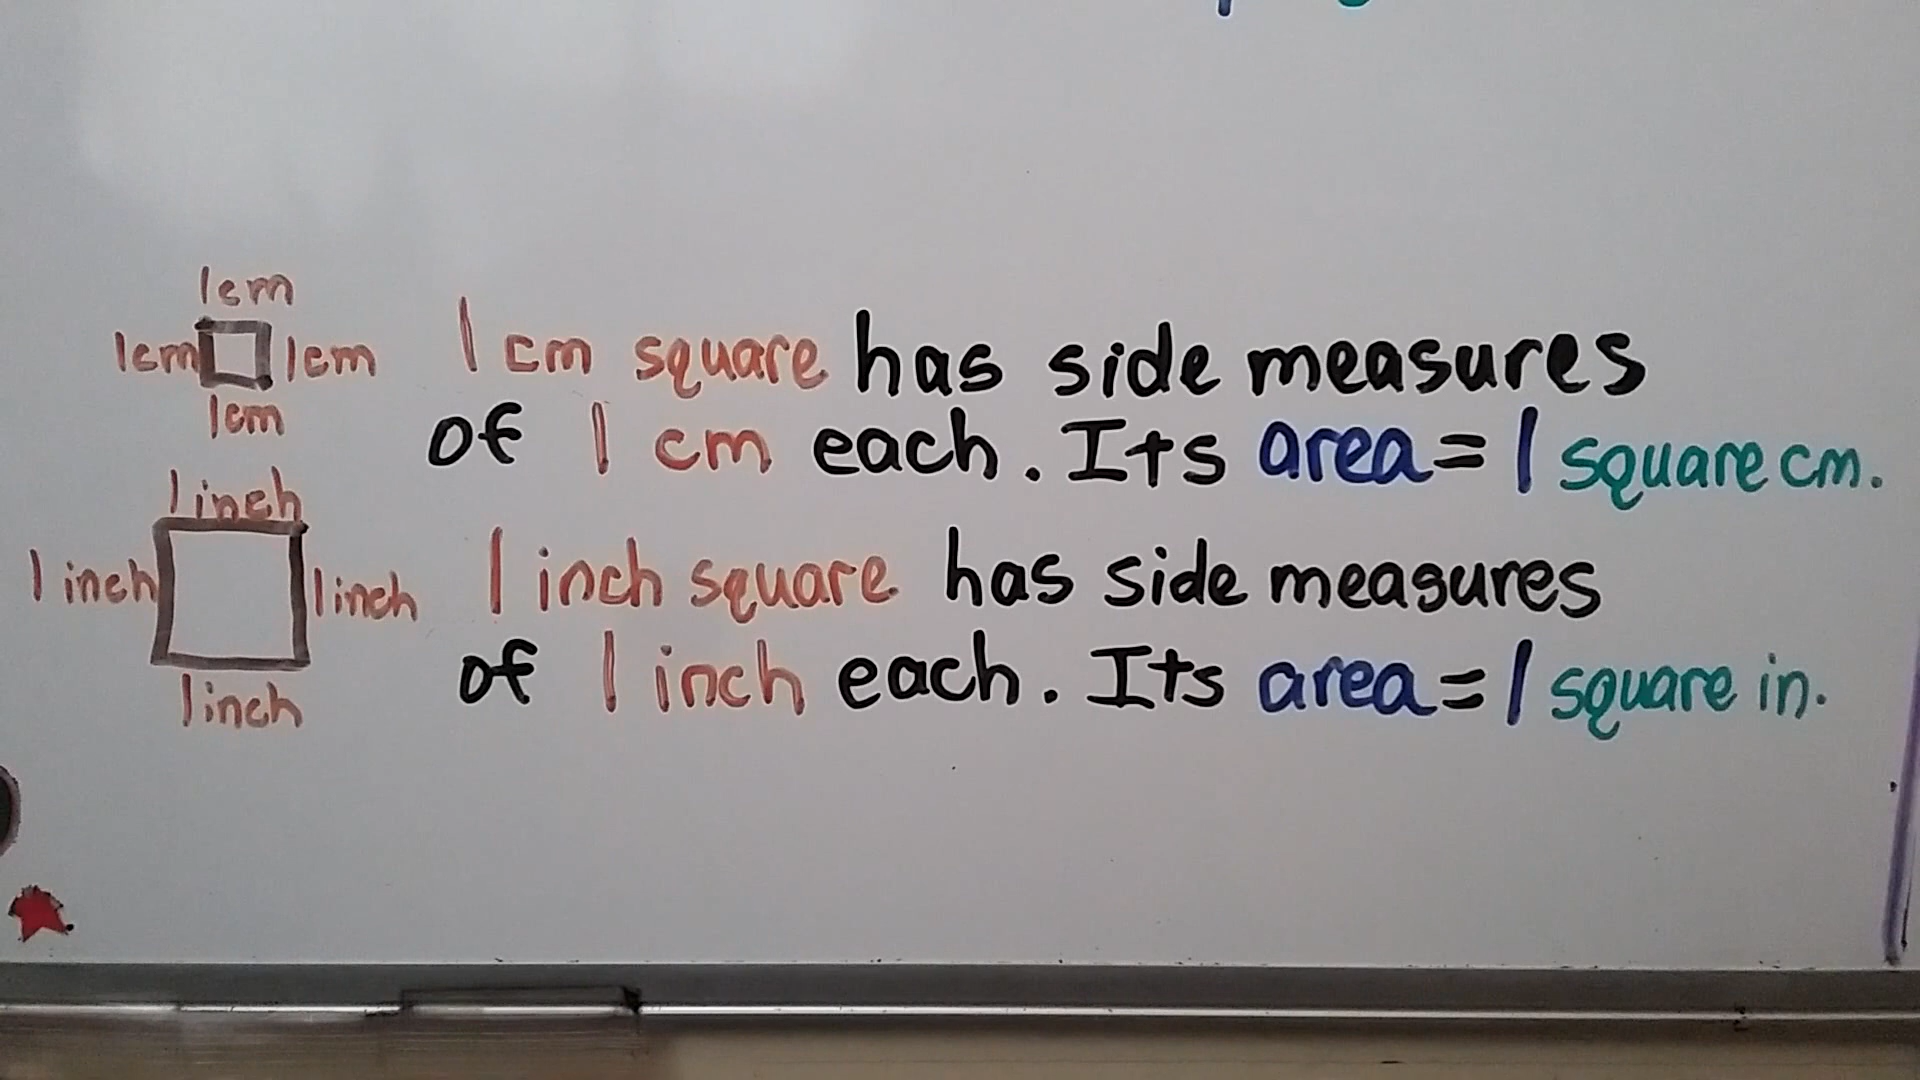 1cm
1cm 1cm
1cm
1 cm square has side measures
of 1 cm each. Its area = 1 square cm.
1 inch
1 inch 1 inch
1 inch
1 inch square has side measures
of 1 inch each. Its area = 1 square in.